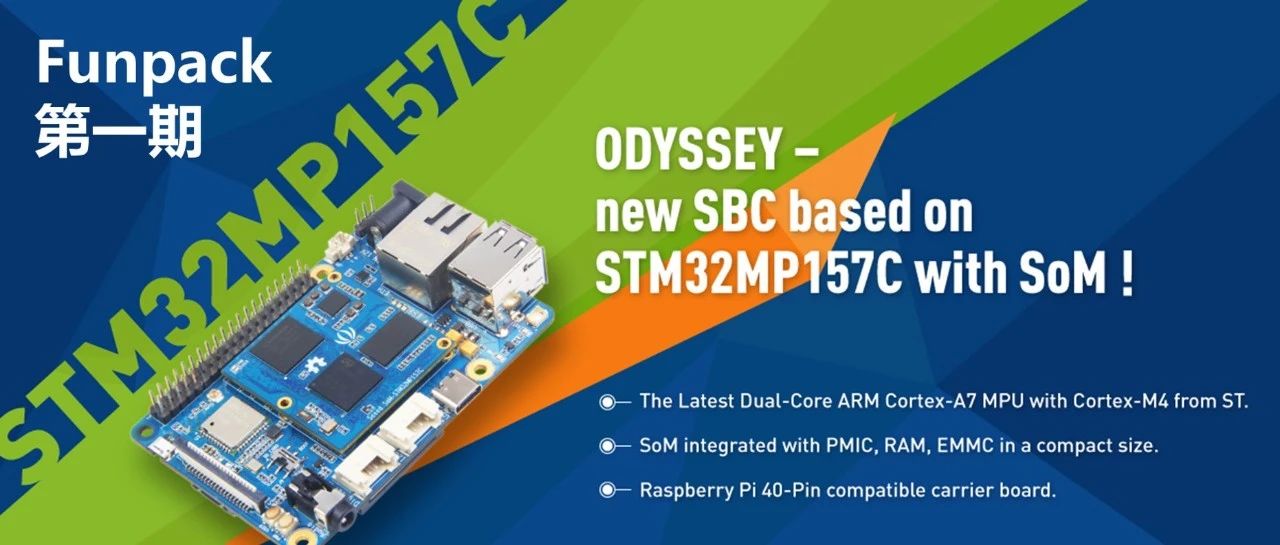 Funpack
第一期
STM32MP157C
ODYSSEY –
new SBC based on
STM32MP157C with SoM !
The Latest Dual-Core ARM Cortex-A7 MPU with Cortex-M4 from ST.
SoM integrated with PMIC, RAM, EMMC in a compact size.
Raspberry Pi 40-Pin compatible carrier board.